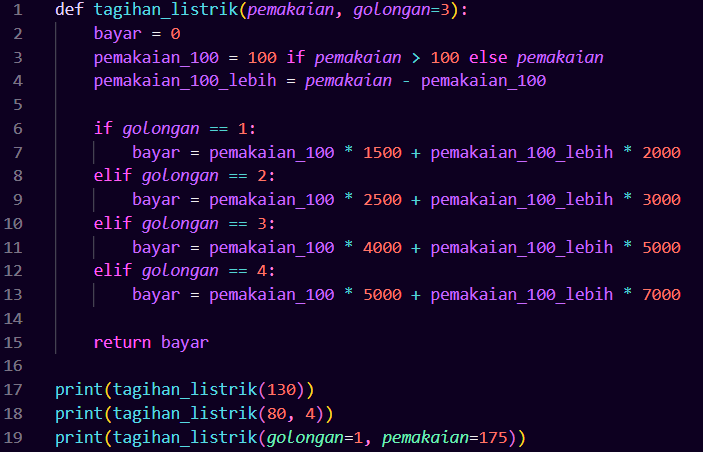 1 def tagihan_listrik(pemakaian, golongan=3):
2     bayar = 0
3     pemakaian_100 = 100 if pemakaian > 100 else pemakaian
4     pemakaian_100_lebih = pemakaian - pemakaian_100
5
6     if golongan == 1:
7         bayar = pemakaian_100 * 1500 + pemakaian_100_lebih * 2000
8     elif golongan == 2:
9         bayar = pemakaian_100 * 2500 + pemakaian_100_lebih * 3000
10     elif golongan == 3:
11         bayar = pemakaian_100 * 4000 + pemakaian_100_lebih * 5000
12     elif golongan == 4:
13         bayar = pemakaian_100 * 5000 + pemakaian_100_lebih * 7000
14
15     return bayar
16
17 print(tagihan_listrik(130))
18 print(tagihan_listrik(80, 4))
19 print(tagihan_listrik(golongan=1, pemakaian=175))